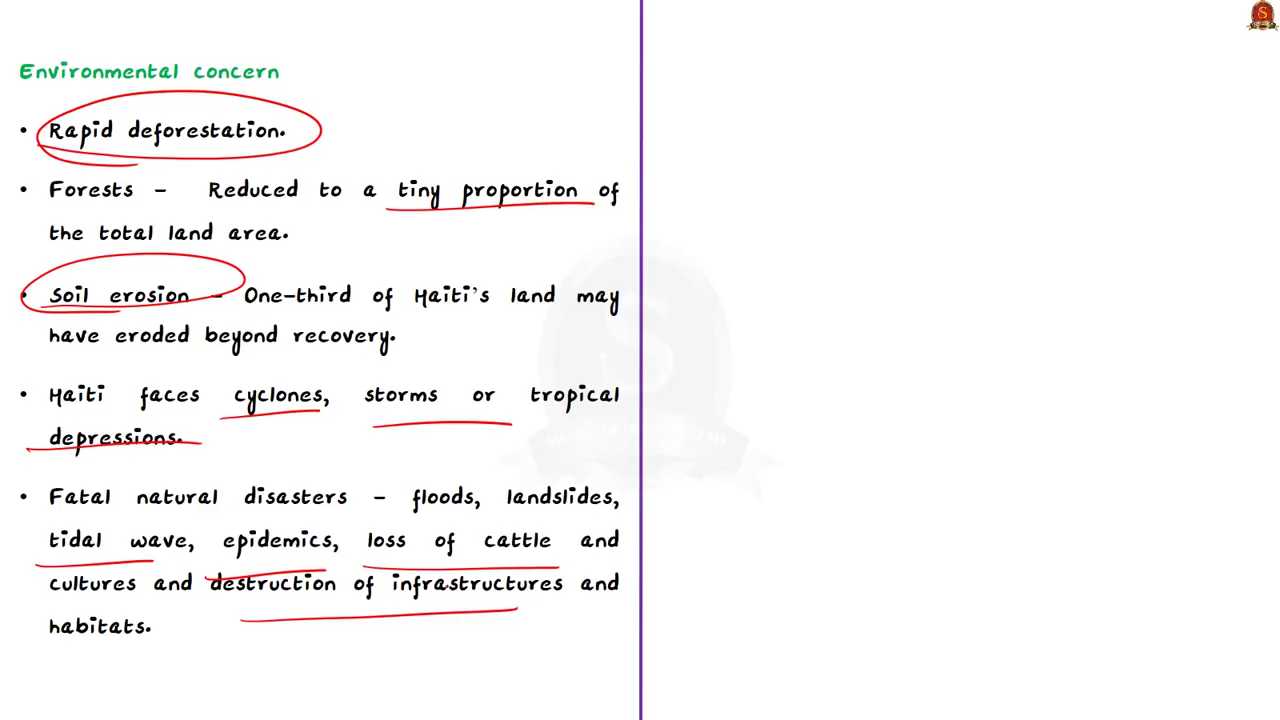 Environmental concern
• Rapid deforestation.
• Forests – Reduced to a tiny proportion of
the total land area.
• Soil erosion – One-third of Haiti's land may
have eroded beyond recovery.
• Haiti faces cyclones, storms or tropical
depressions.
• Fatal natural disasters – floods, landslides,
tidal wave, epidemics, loss of cattle and
cultures and destruction of infrastructures and
habitats.